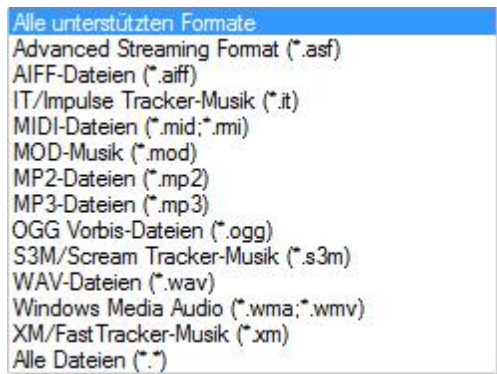 Alle unterstützten Formate
Advanced Streaming Format (*.asf)
AIFF-Dateien (*.aiff)
IT/Impulse Tracker-Musik (*.it)
MIDI-Dateien (*.mid;*.rmi)
MOD-Musik (*.mod)
MP2-Dateien (*.mp2)
MP3-Dateien (*.mp3)
OGG Vorbis-Dateien (*.ogg)
S3M/Scream Tracker-Musik (*.s3m)
WAV-Dateien (*.wav)
Windows Media Audio (*.wma;*.wmv)
XM/FastTracker-Musik (*.xm)
Alle Dateien (*.*)